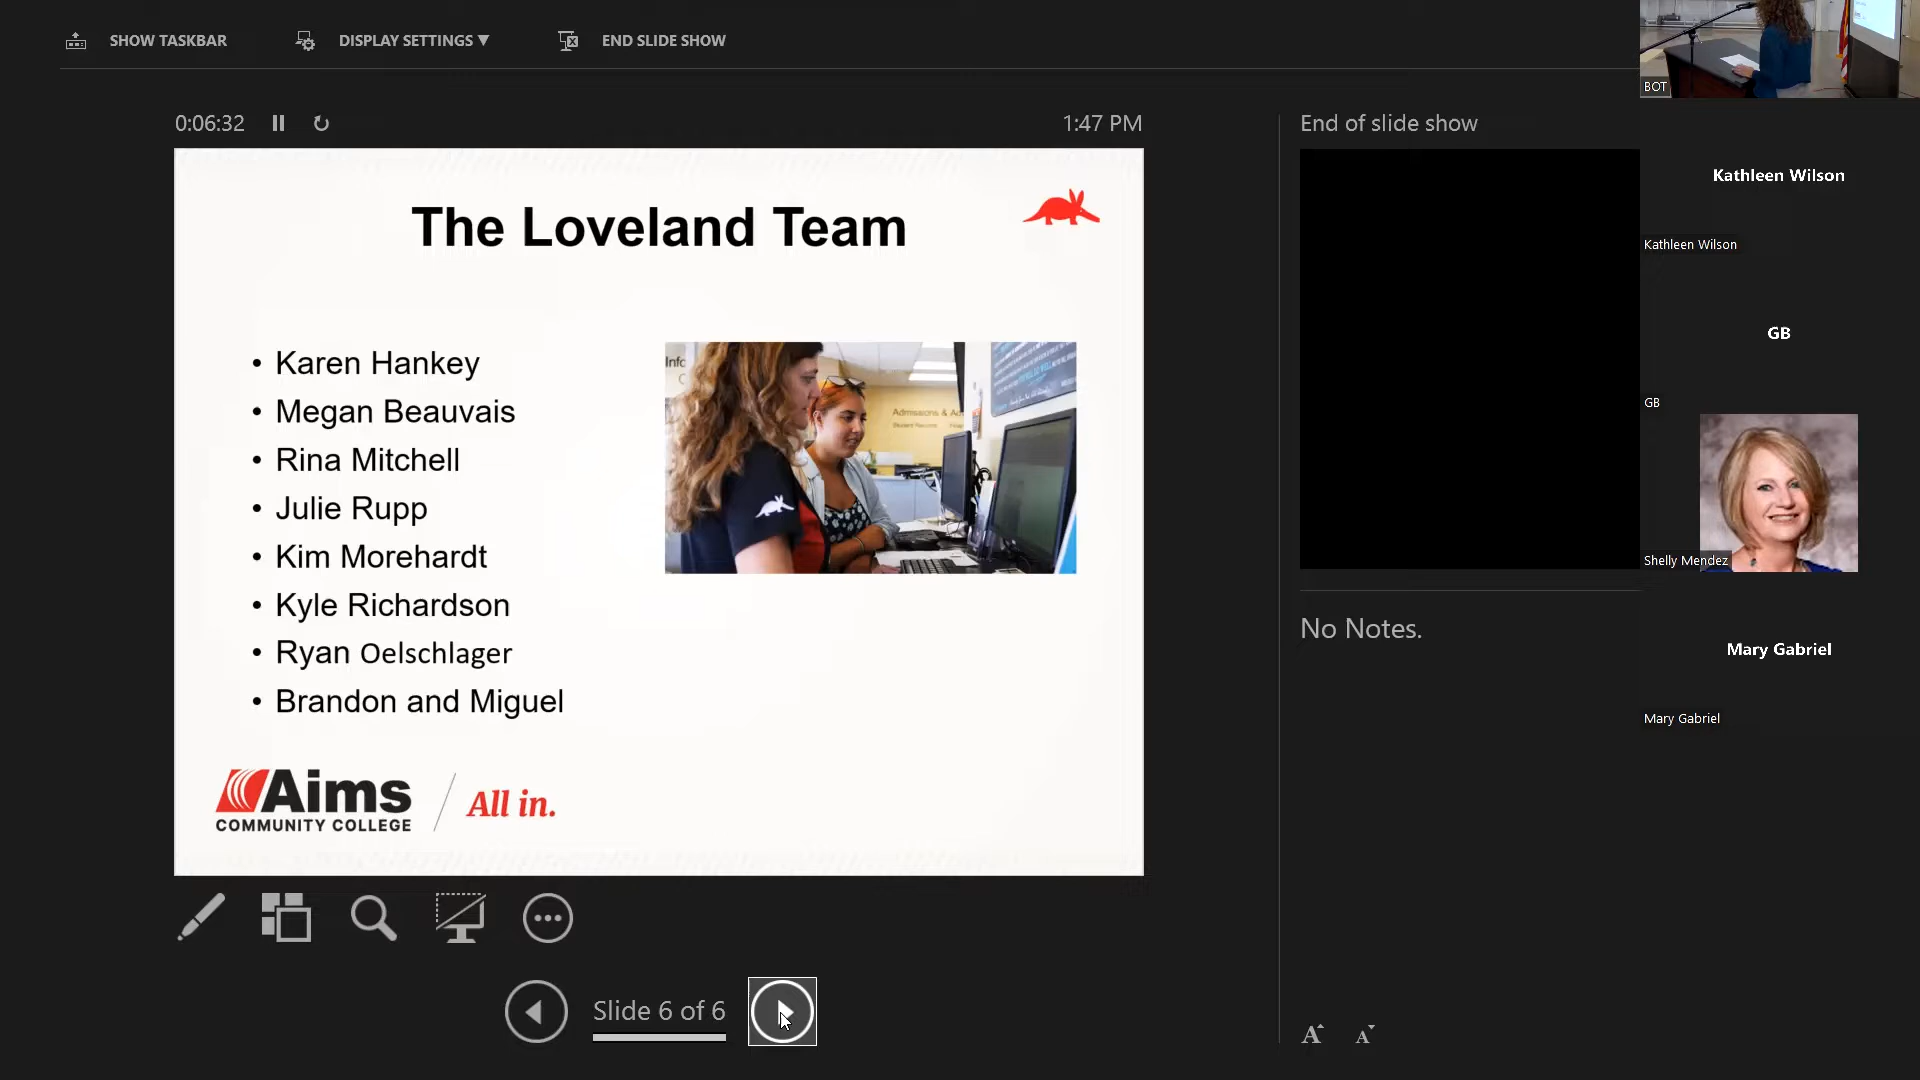 SHOW TASKBAR
DISPLAY SETTINGS ▼
END SLIDE SHOW
BOT
0:06:32
1:47 PM
End of slide show
The Loveland Team
• Karen Hankey
• Megan Beauvais
• Rina Mitchell
• Julie Rupp
• Kim Morehardt
• Kyle Richardson
• Ryan Oelschlager
• Brandon and Miguel
Admissions &
Aims
COMMUNITY COLLEGE
All in.
Kathleen Wilson
Kathleen Wilson
GB
GB
Shelly Mendez
No Notes.
Mary Gabriel
Mary Gabriel
Slide 6 of 6
A A